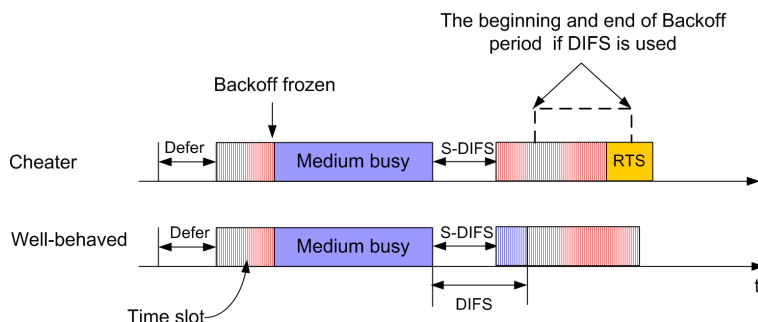 The beginning and end of Backoff
period if DIFS is used
Backoff frozen
Defer
S-DIFS
Cheater
Medium busy
RTS
Defer
S-DIFS
Well-behaved
Medium busy
t
DIFS
Time slot